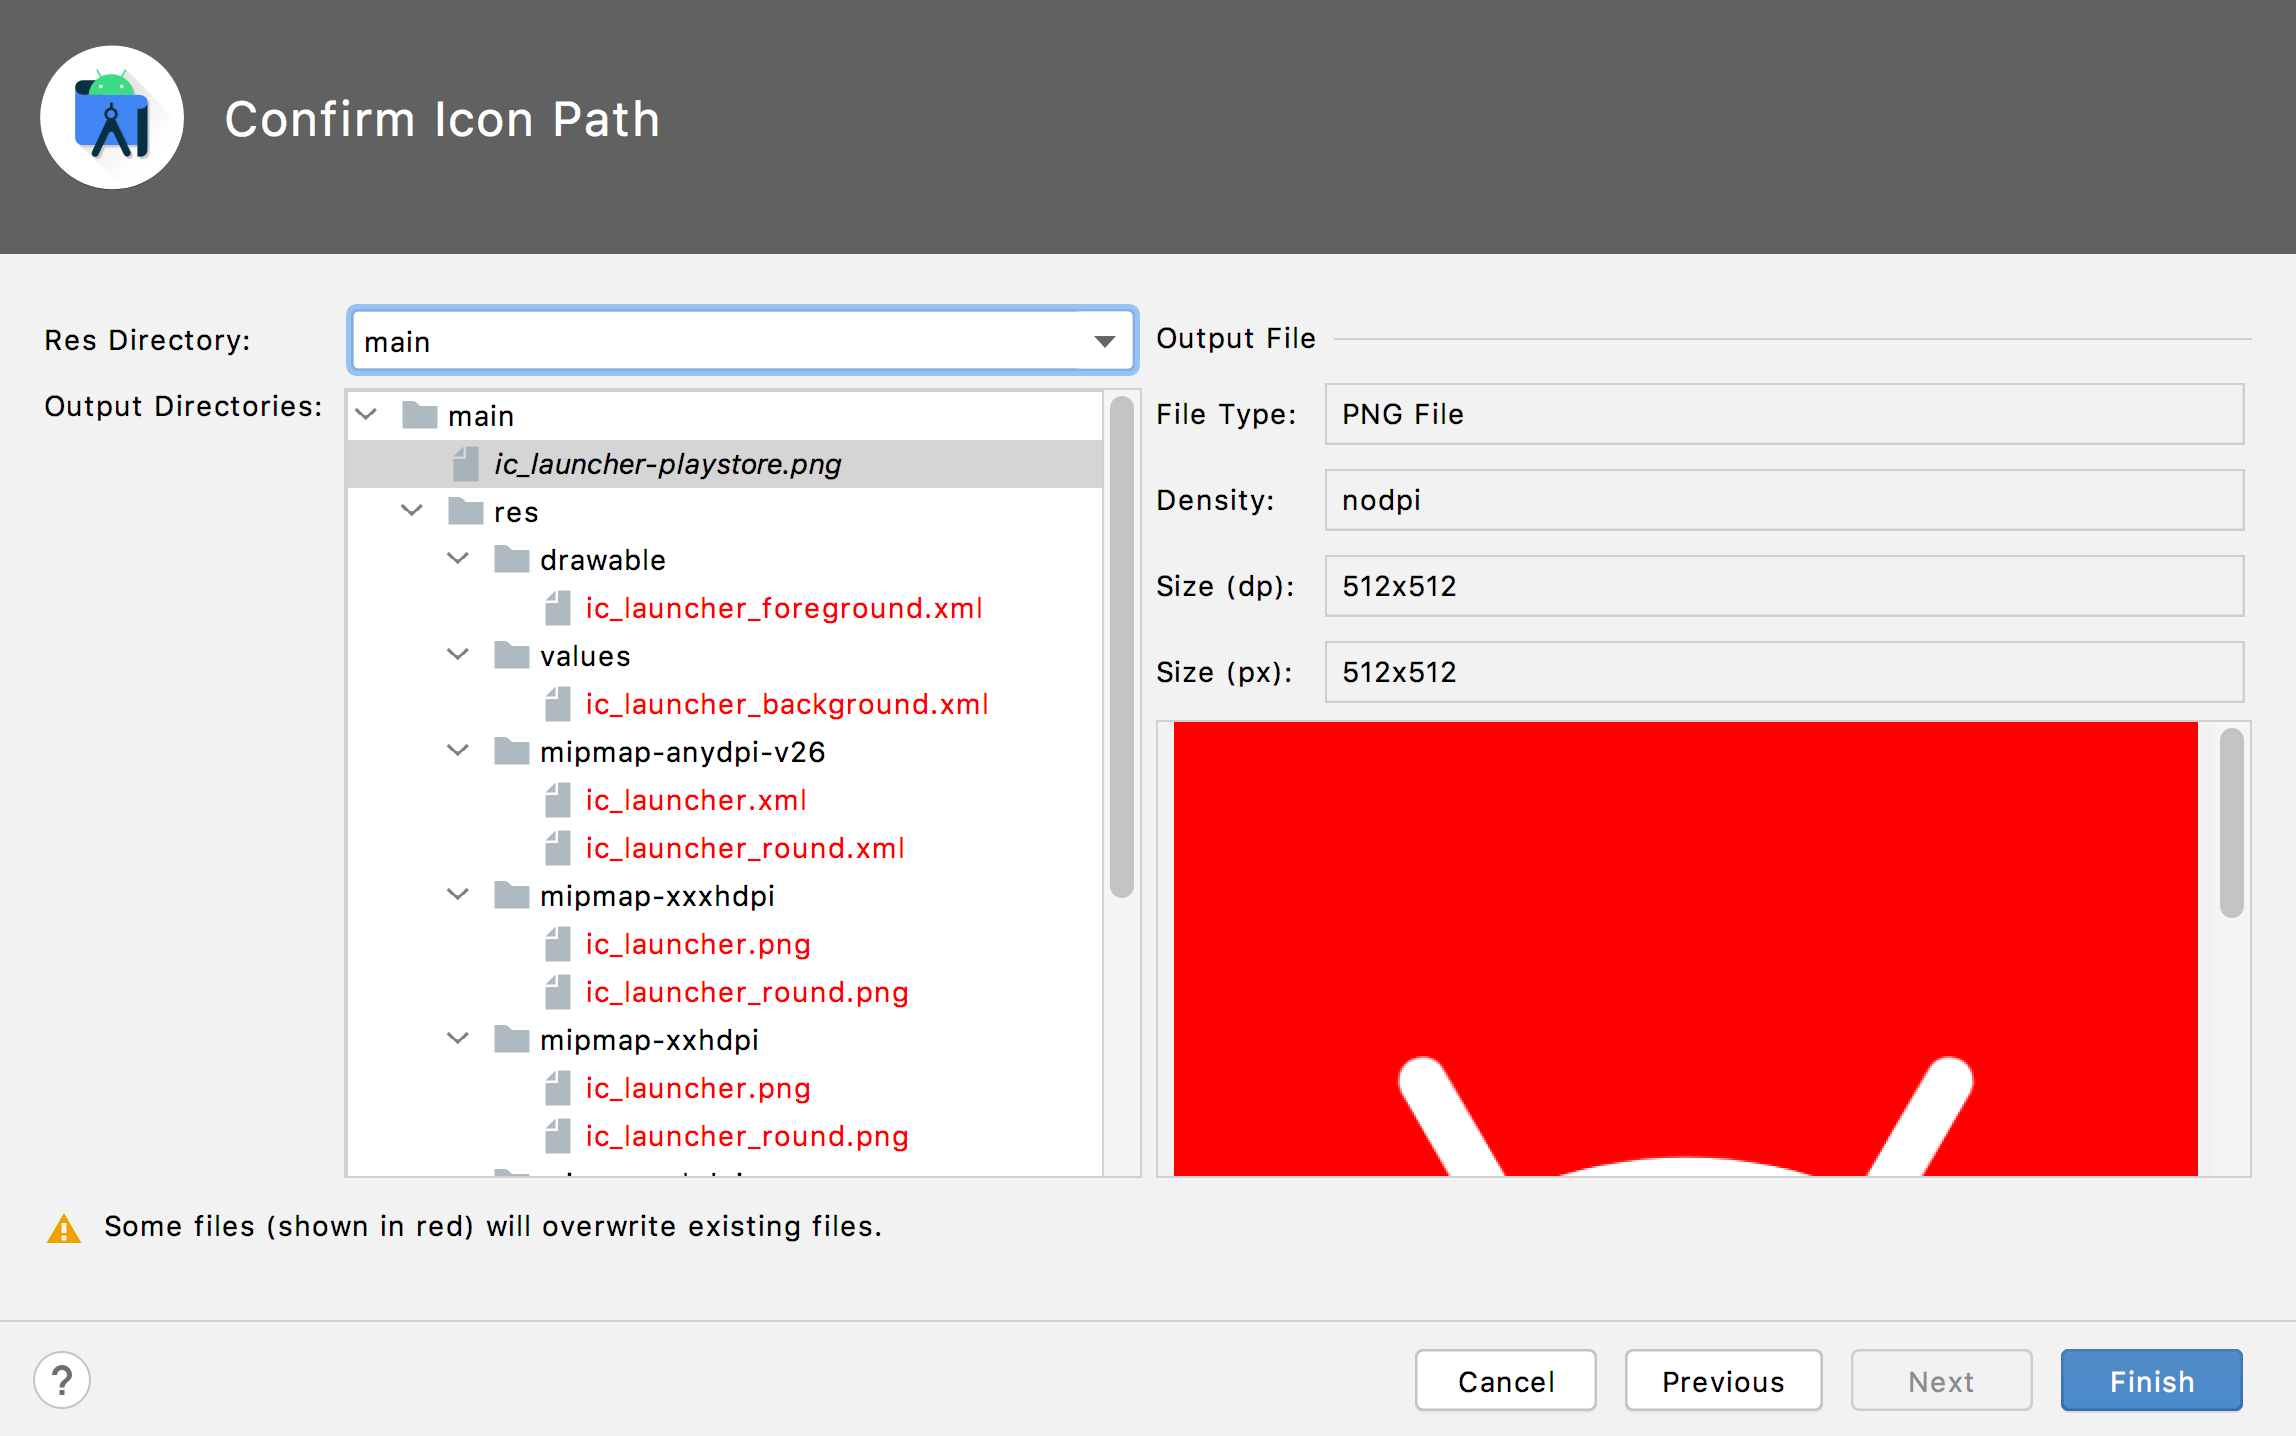 Confirm Icon Path
Res Directory:
main
Output Directories:
main
ic_launcher-playstore.png
res
drawable
ic_launcher_foreground.xml
values
ic_launcher_background.xml
mipmap-anydpi-v26
ic_launcher.xml
ic_launcher_round.xml
mipmap-xxxhdpi
ic_launcher.png
ic_launcher_round.png
mipmap-xxhdpi
ic_launcher.png
ic_launcher_round.png
Output File
File Type:
PNG File
Density:
nodpi
Size (dp):
512x512
Size (px):
512x512
Some files (shown in red) will overwrite existing files.
?
Cancel
Previous
Next
Finish